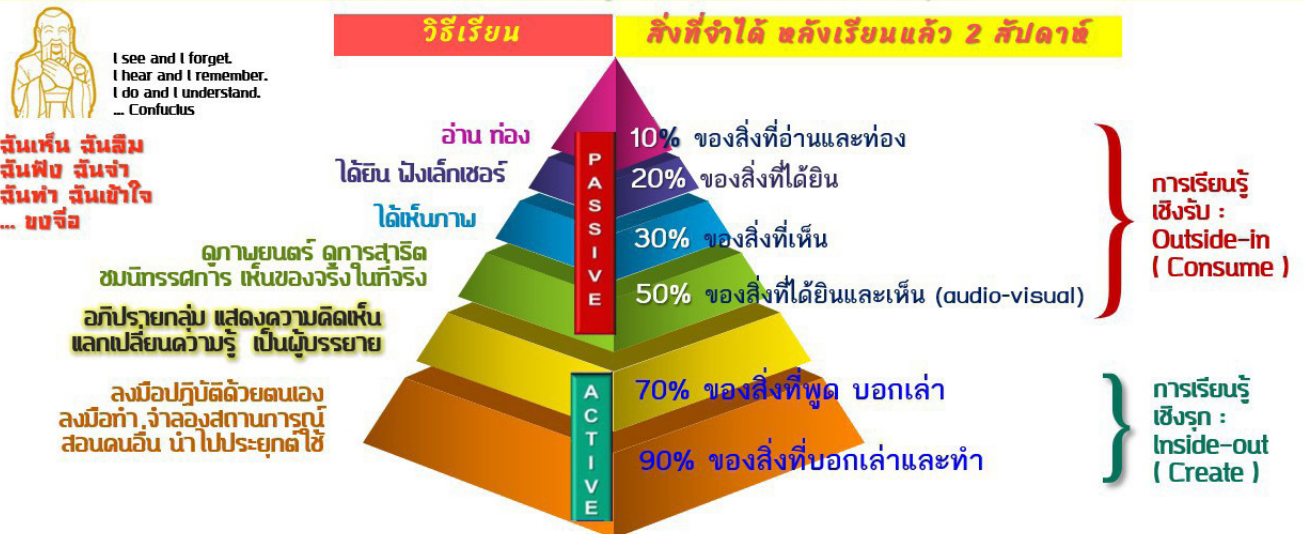 วิธีเรียน
สิ่งที่จำได้ หลังเรียนแล้ว 2 สัปดาห์
I see and I forget.
I hear and I remember.
I do and I understand.
... Confucius
ฉันเห็น ฉันลืม
ฉันฟัง ฉันจำ
ฉันทำ ฉันเข้าใจ
... ขงจื่อ
อ่าน ท่อง
10% ของสิ่งที่อ่านและท่อง
ได้ยิน ฟังเล็กเชอร์
20% ของสิ่งที่ได้ยิน
ได้เห็นภาพ
30% ของสิ่งที่เห็น
ดูภาพยนตร์ ดูการสาธิต
ชมนิทรรศการ เห็นของจริงในที่จริง
50% ของสิ่งที่ได้ยินและเห็น (audio-visual)
PASSIVE
การเรียนรู้
เชิงรับ :
Outside-in
( Consume )
อภิปรายกลุ่ม แสดงความคิดเห็น
แลกเปลี่ยนความรู้ เป็นผู้บรรยาย
70% ของสิ่งที่พูด บอกเล่า
ลงมือปฎิบัติด้วยตนเอง
ลงมือทำ จำลองสถานการณ์
สอนคนอื่น นำไปประยุกต์ใช้
90% ของสิ่งที่บอกเล่าและทำ
ACTIVE
การเรียนรู้
เชิงรุก :
Inside-out
( Create )